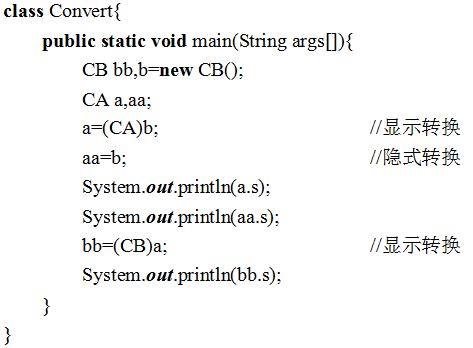 class Convert{
public static void main(String args[]){
CB bb,b=new CB();
CA a,aa;
a=(CA)b; //显示转换
aa=b; //隐式转换
System.out.println(a.s);
System.out.println(aa.s);
bb=(CB)a; //显示转换
System.out.println(bb.s);
}
}